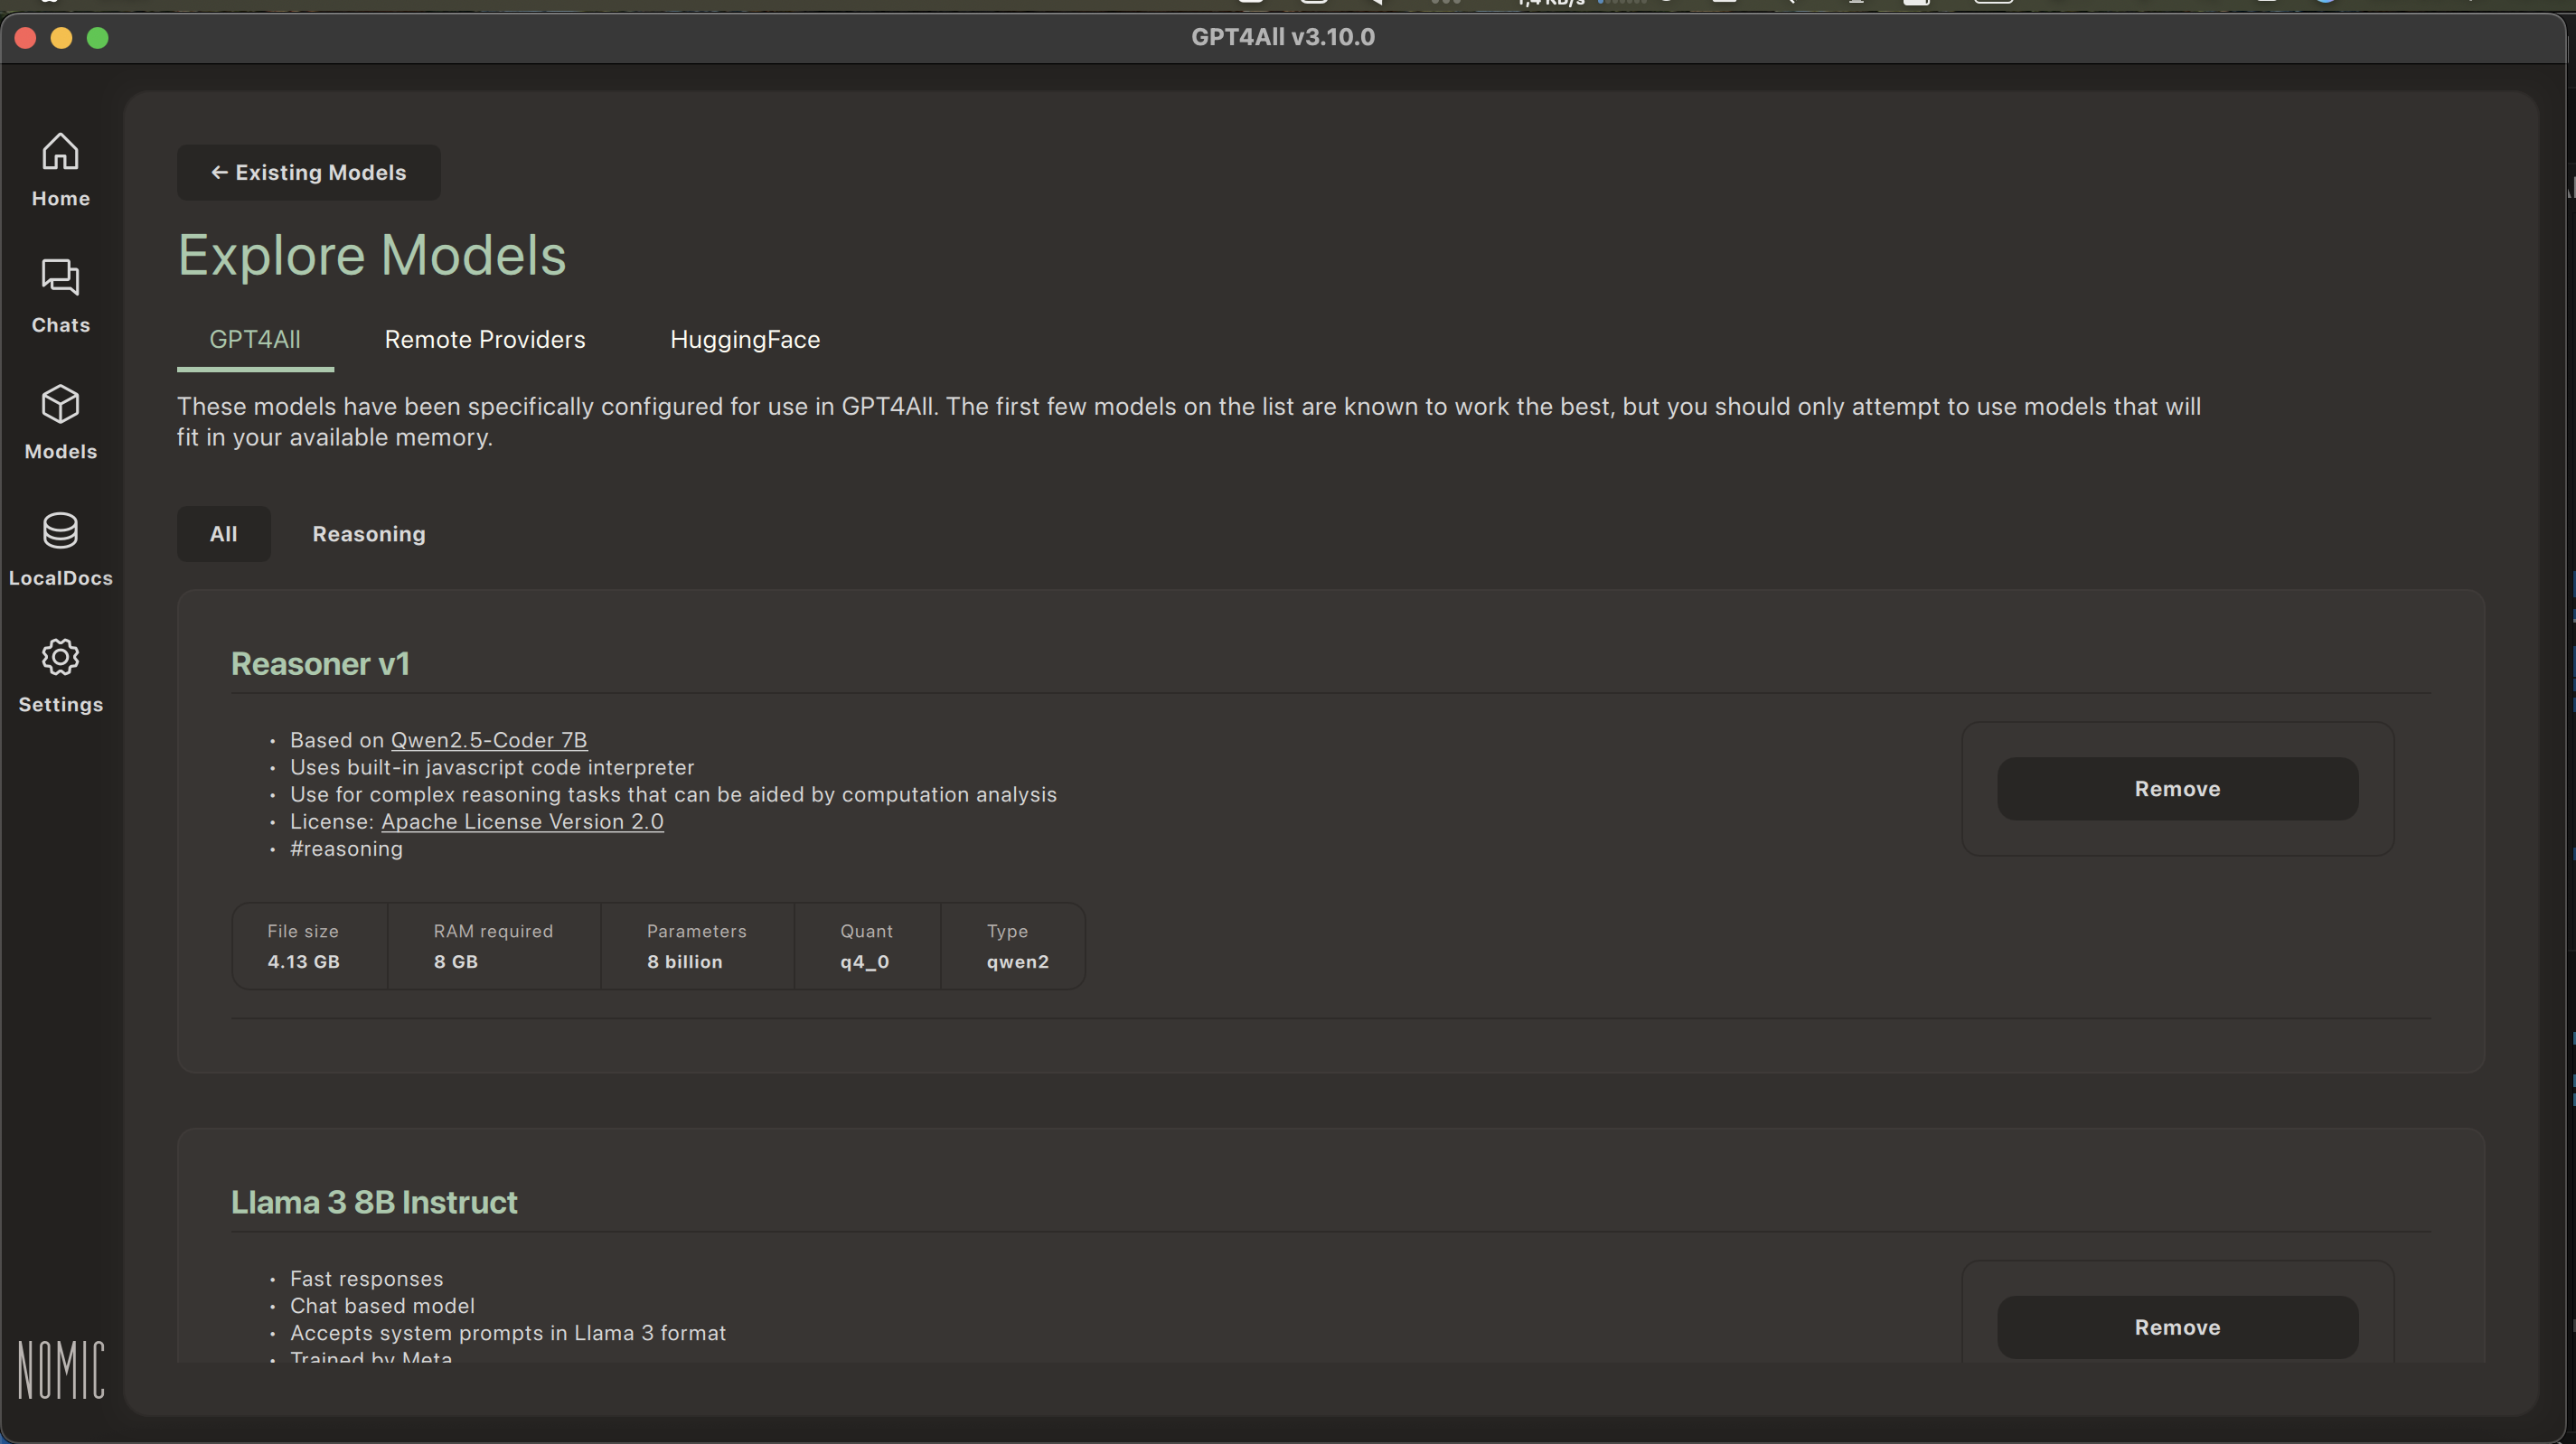 1,4 KB/s
GPT4All v3.10.0
Home
Chats
Models
LocalDocs
Settings
NOMIC
← Existing Models
Explore Models
GPT4All Remote Providers HuggingFace
These models have been specifically configured for use in GPT4All. The first few models on the list are known to work the best, but you should only attempt to use models that will
fit in your available memory.
All Reasoning
Reasoner v1
• Based on Qwen2.5-Coder 7B
• Uses built-in javascript code interpreter
• Use for complex reasoning tasks that can be aided by computation analysis
• License: Apache License Version 2.0
• #reasoning
Remove
File size RAM required Parameters Quant Type
4.13 GB 8 GB 8 billion q4_0 qwen2
Llama 3 8B Instruct
• Fast responses
• Chat based model
• Accepts system prompts in Llama 3 format
• Trained by Meta
Remove